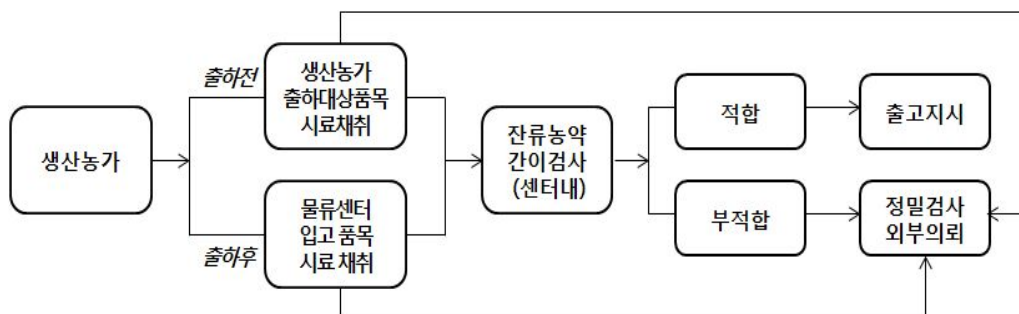 생산농가
출하전
생산농가
출하대상품목
시료채취
출하후
물류센터
입고 품목
시료 채취
잔류농약
간이검사
(센터내)
적합
출고지시
부적합
정밀검사
외부의뢰